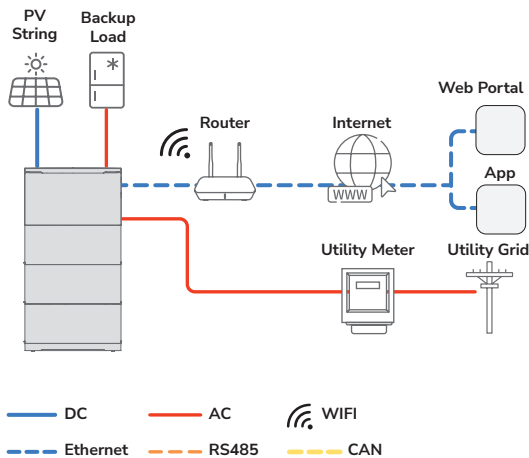 PV
String
Backup
Load
Web Portal
Router
Internet
WWW
App
Utility Meter
Utility Grid
DC
AC
WIFI
Ethernet
RS485
CAN